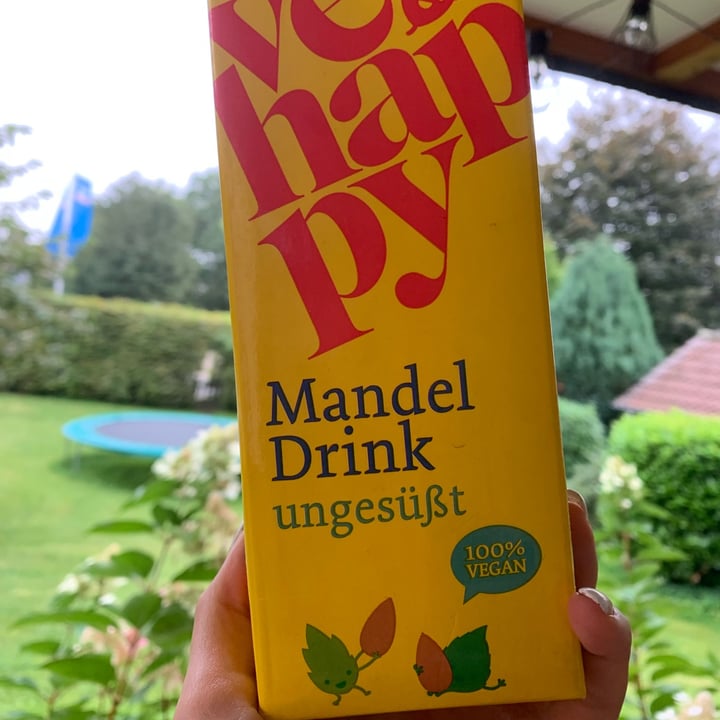 ve
hap
py
Mandel
Drink
ungesüßt
100%
VEGAN